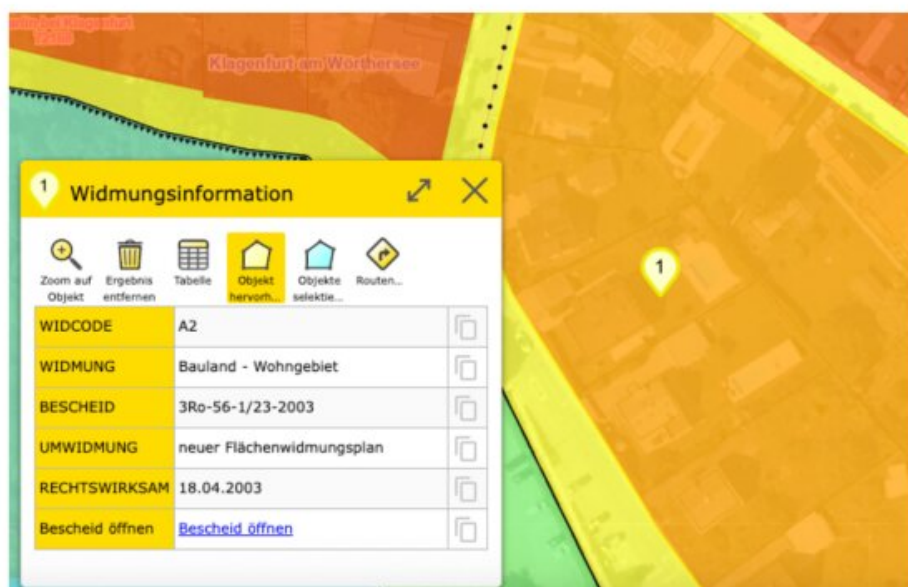 Klagenfurt
72166
Klagenfurt am Wörthersee
1
1 Widmungsinformation
Zoom auf Objekt
Ergebnis entfernen
Tabelle
Objekt hervorh...
Objekte selektie...
Routen...
WIDCODE A2
WIDMUNG Bauland - Wohngebiet
BESCHEID 3Ro-56-1/23-2003
UMWIDMUNG neuer Flächenwidmungsplan
RECHTSWIRKSAM 18.04.2003
Bescheid öffnen Bescheid öffnen